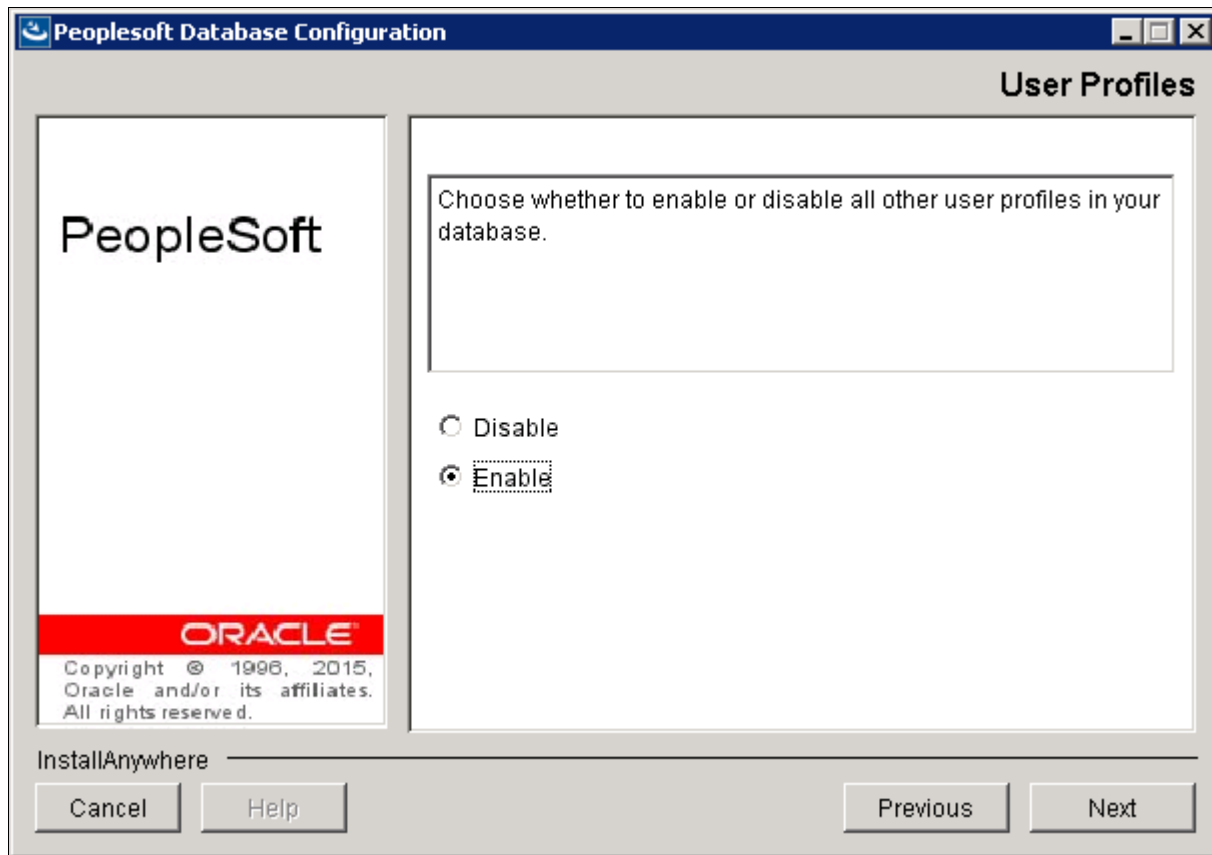 Peoplesoft Database Configuration
User Profiles
PeopleSoft
Choose whether to enable or disable all other user profiles in your
database.
Disable
Enable
ORACLE
Copyright © 1996, 2015,
Oracle and/or its affiliates.
All rights reserved.
InstallAnywhere
Cancel
Help
Previous
Next